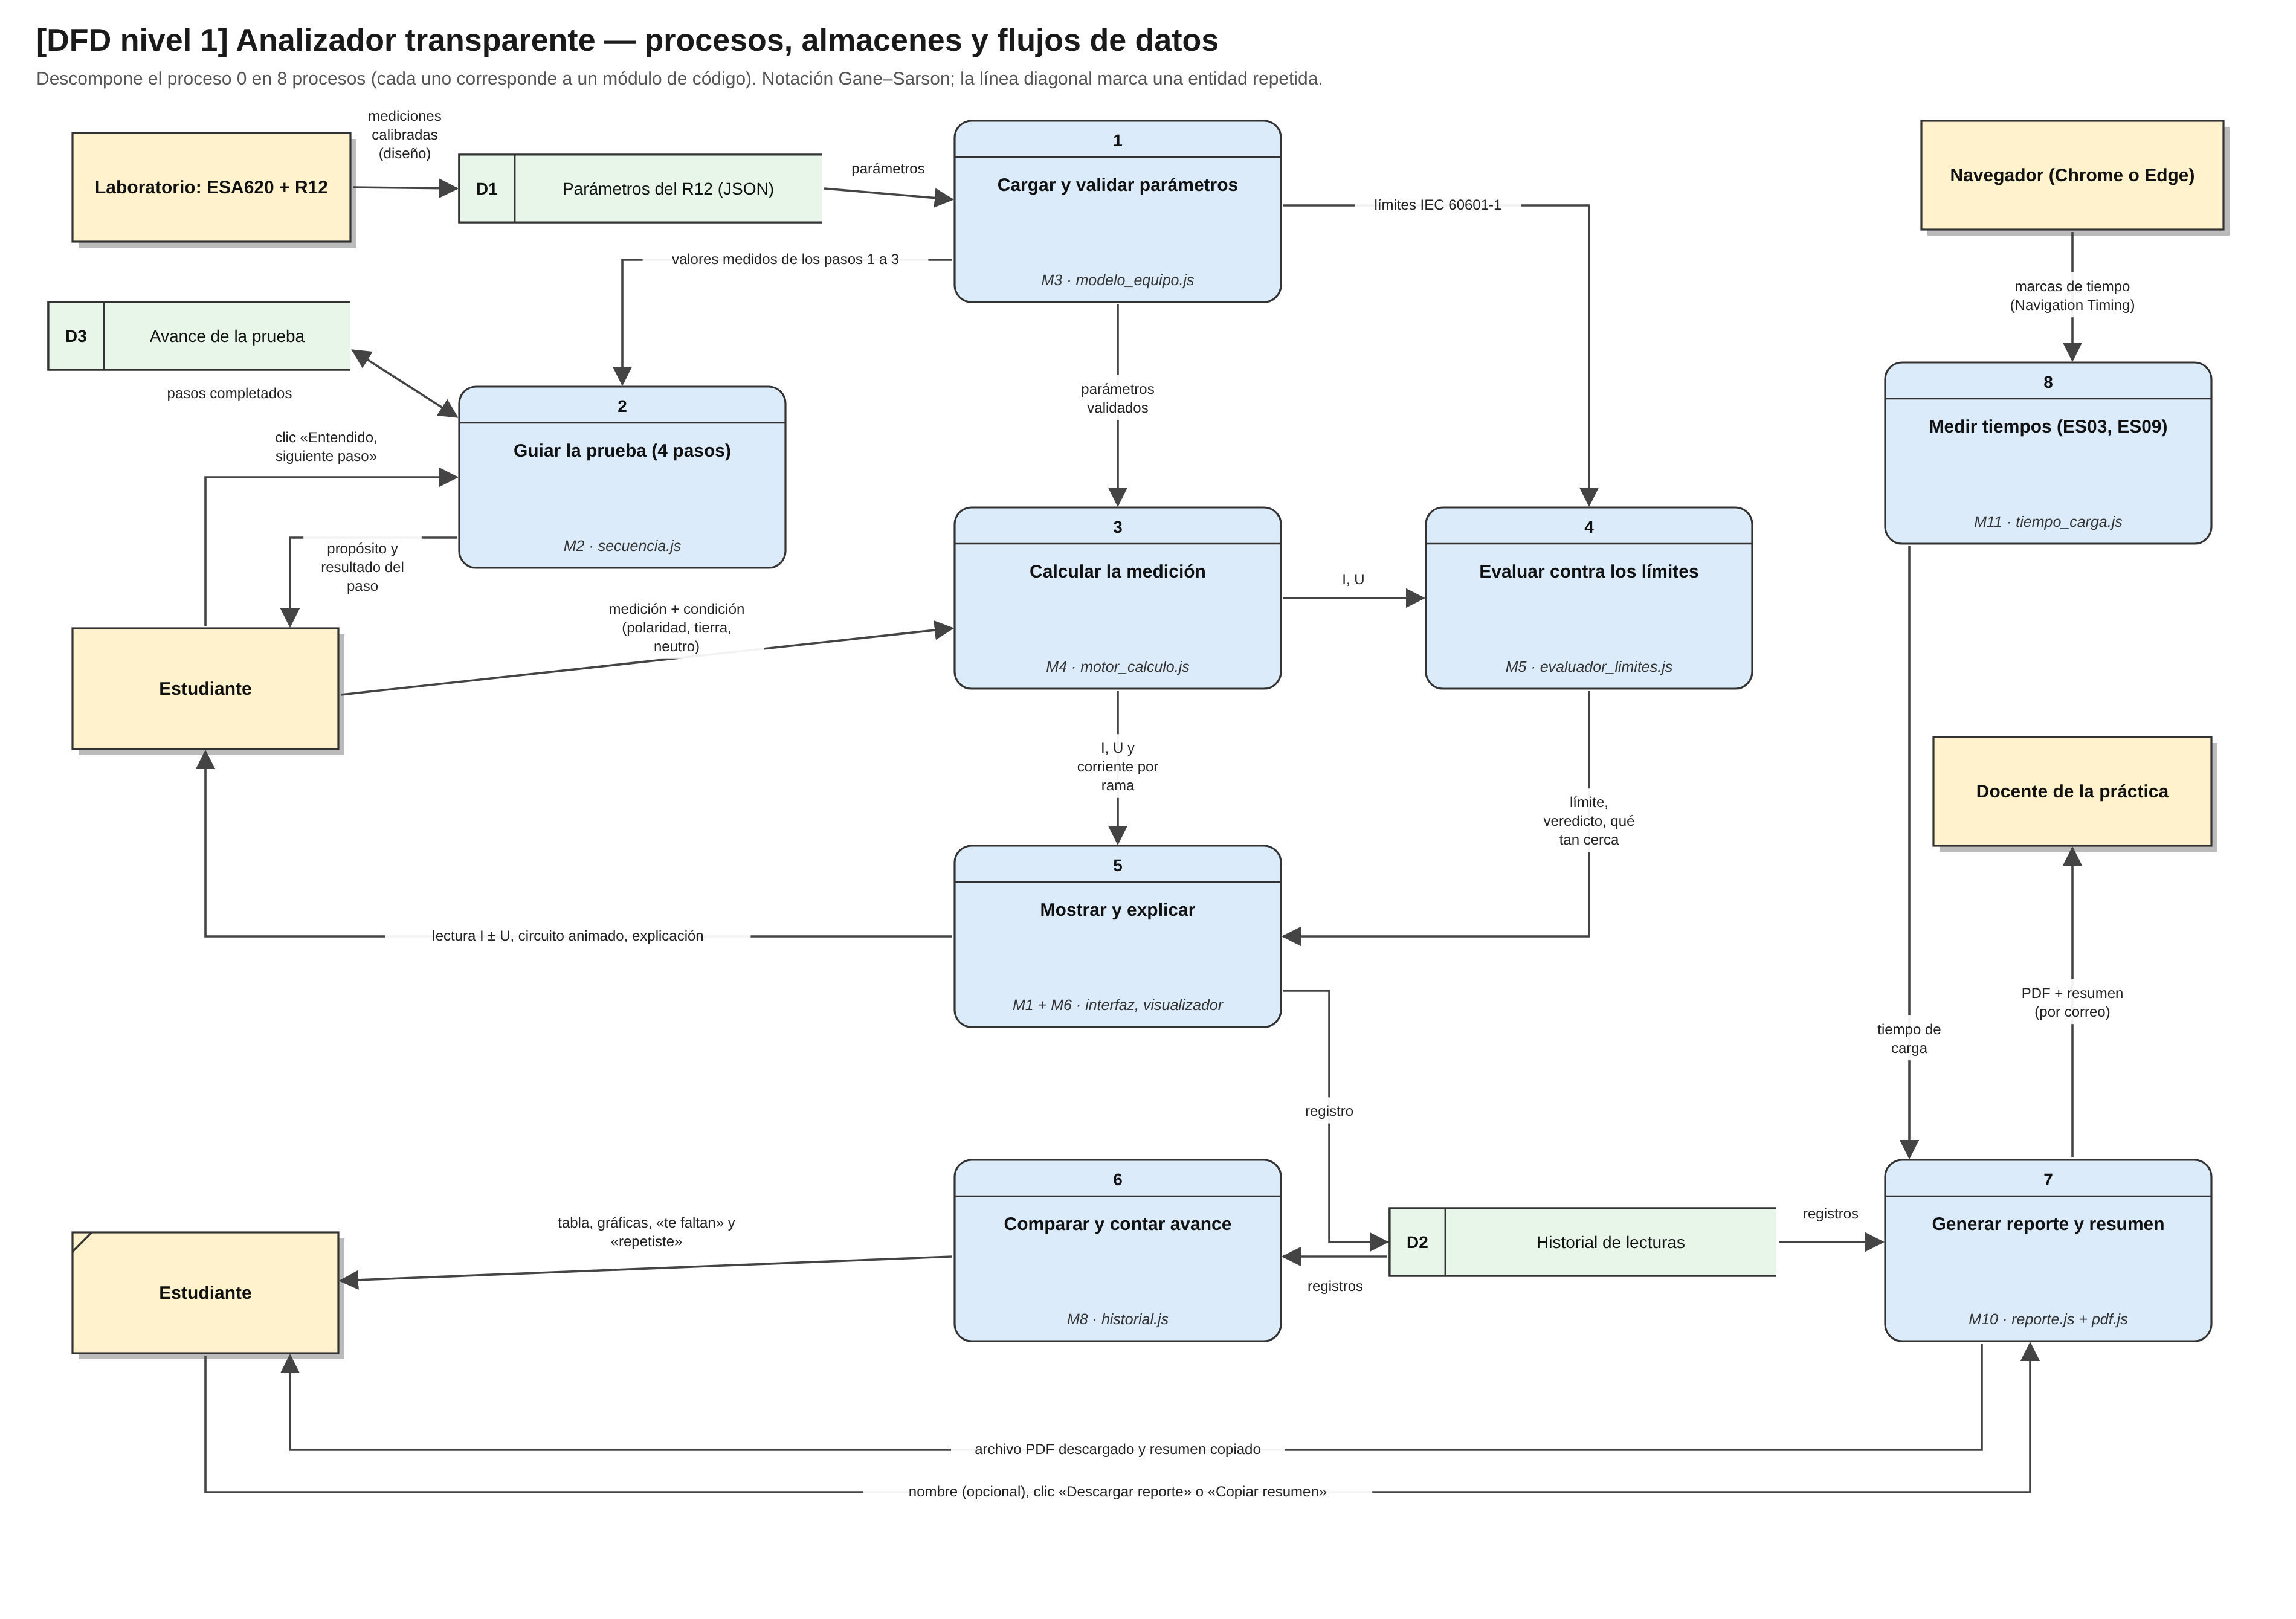 [DFD nivel 1] Analizador transparente — procesos, almacenes y flujos de datos
Descompone el proceso 0 en 8 procesos (cada uno corresponde a un módulo de código). Notación Gane–Sarson; la línea diagonal marca una entidad repetida.
Laboratorio: ESA620 + R12
mediciones
calibradas
(diseño)
D1
Parámetros del R12 (JSON)
parámetros
1
Cargar y validar parámetros
M3 · modelo_equipo.js
límites IEC 60601-1
Navegador (Chrome o Edge)
valores medidos de los pasos 1 a 3
marcas de tiempo
(Navigation Timing)
D3
Avance de la prueba
pasos completados
parámetros
validados
8
Medir tiempos (ES03, ES09)
M11 · tiempo_carga.js
clic «Entendido,
siguiente paso»
2
Guiar la prueba (4 pasos)
M2 · secuencia.js
propósito y
resultado del
paso
3
Calcular la medición
M4 · motor_calculo.js
I, U
4
Evaluar contra los límites
M5 · evaluador_limites.js
medición + condición
(polaridad, tierra,
neutro)
Estudiante
I, U y
corriente por
rama
límite,
veredicto, qué
tan cerca
Docente de la práctica
5
Mostrar y explicar
M1 + M6 · interfaz, visualizador
lectura I ± U, circuito animado, explicación
PDF + resumen
(por correo)
tiempo de
carga
registro
6
Comparar y contar avance
M8 · historial.js
tabla, gráficas, «te faltan» y
«repetiste»
Estudiante
D2
Historial de lecturas
registros
registros
7
Generar reporte y resumen
M10 · reporte.js + pdf.js
archivo PDF descargado y resumen copiado
nombre (opcional), clic «Descargar reporte» o «Copiar resumen»